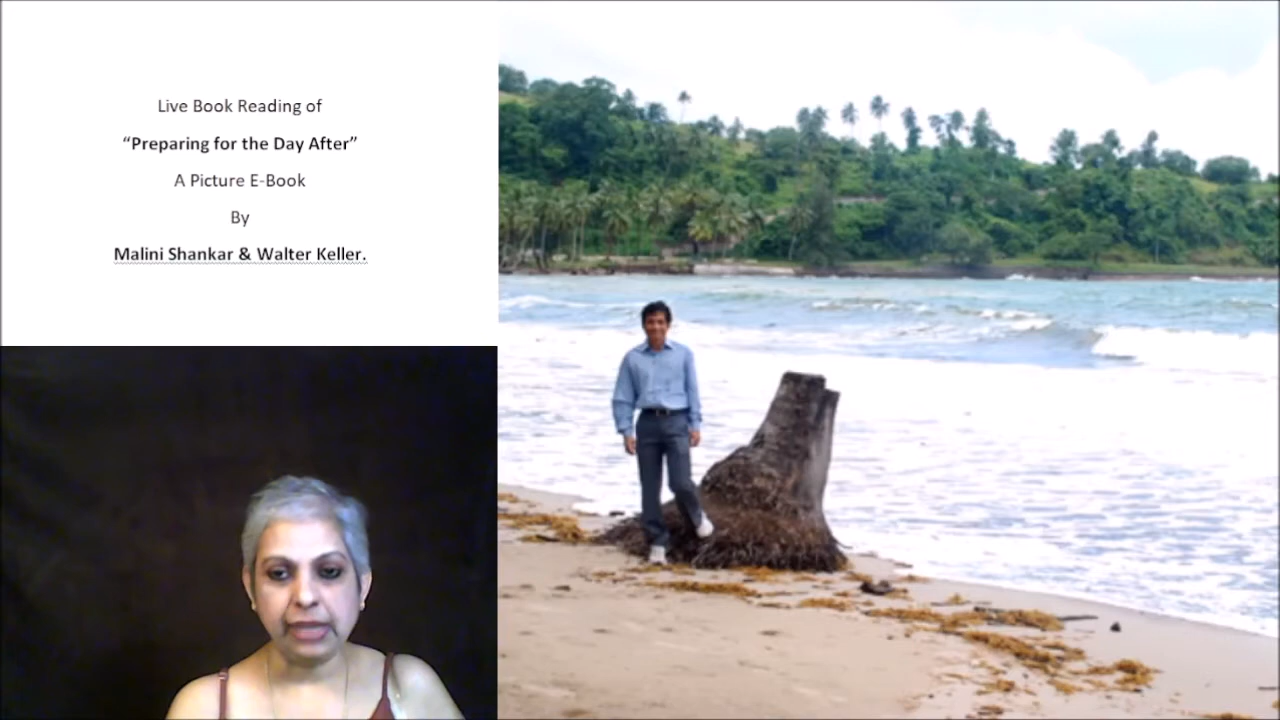 Live Book Reading of
“Preparing for the Day After”
A Picture E-Book
By
Malini Shankar & Walter Keller.